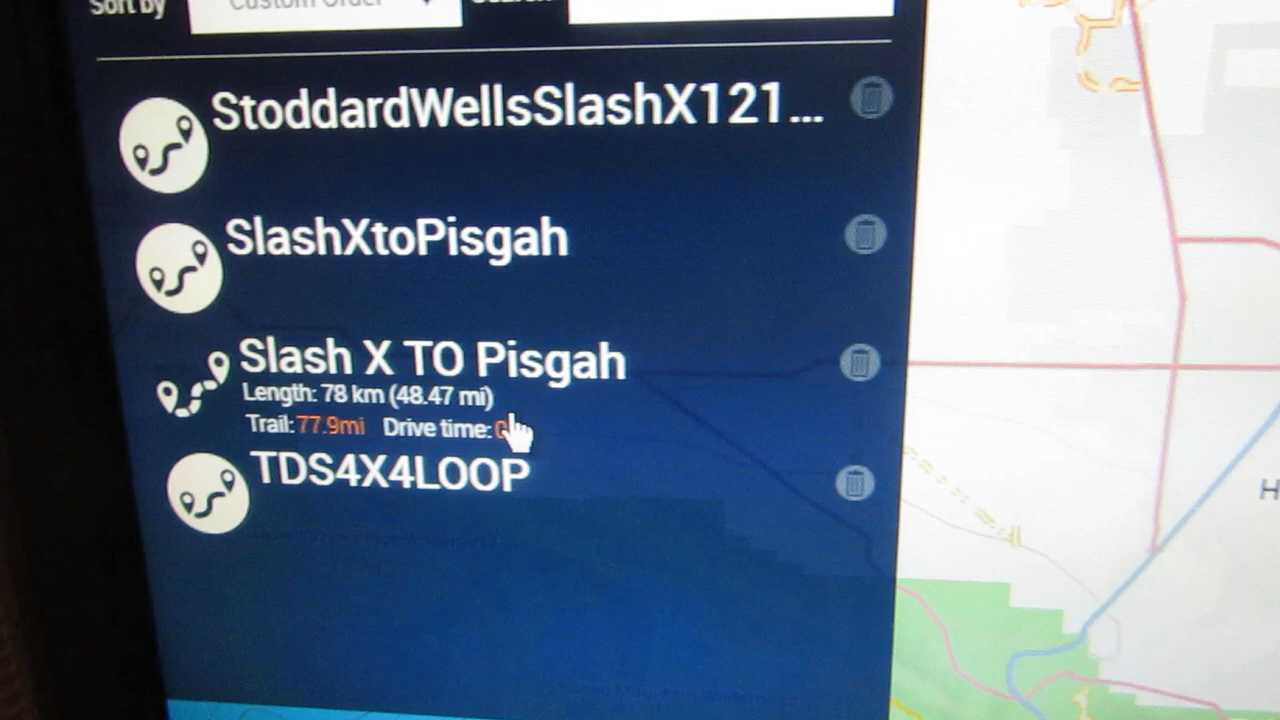 Sort by Custom Order Search
StoddardWellsSlashX121...
SlashXtoPisgah
Slash X TO Pisgah
Length: 78 km (48.47 mi)
Trail: 77.9mi Drive time:
TDS4X4LOOP
H